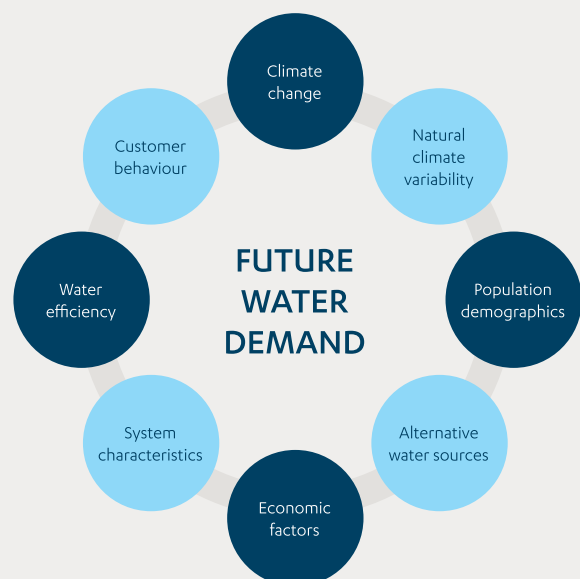 Climate
change
Natural
climate
variability
Population
demographics
Alternative
water sources
Economic
factors
System
characteristics
Water
efficiency
Customer
behaviour
FUTURE
WATER
DEMAND